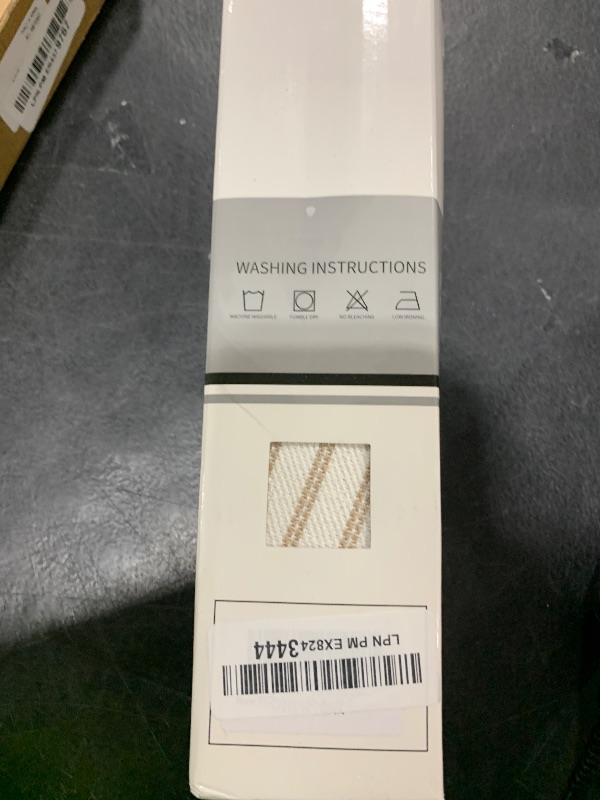 WASHING INSTRUCTIONS
MACHINE WASHABLE TUMBLE DRY NO BLEACHING LOW IRONING
LPN PM EX8243444